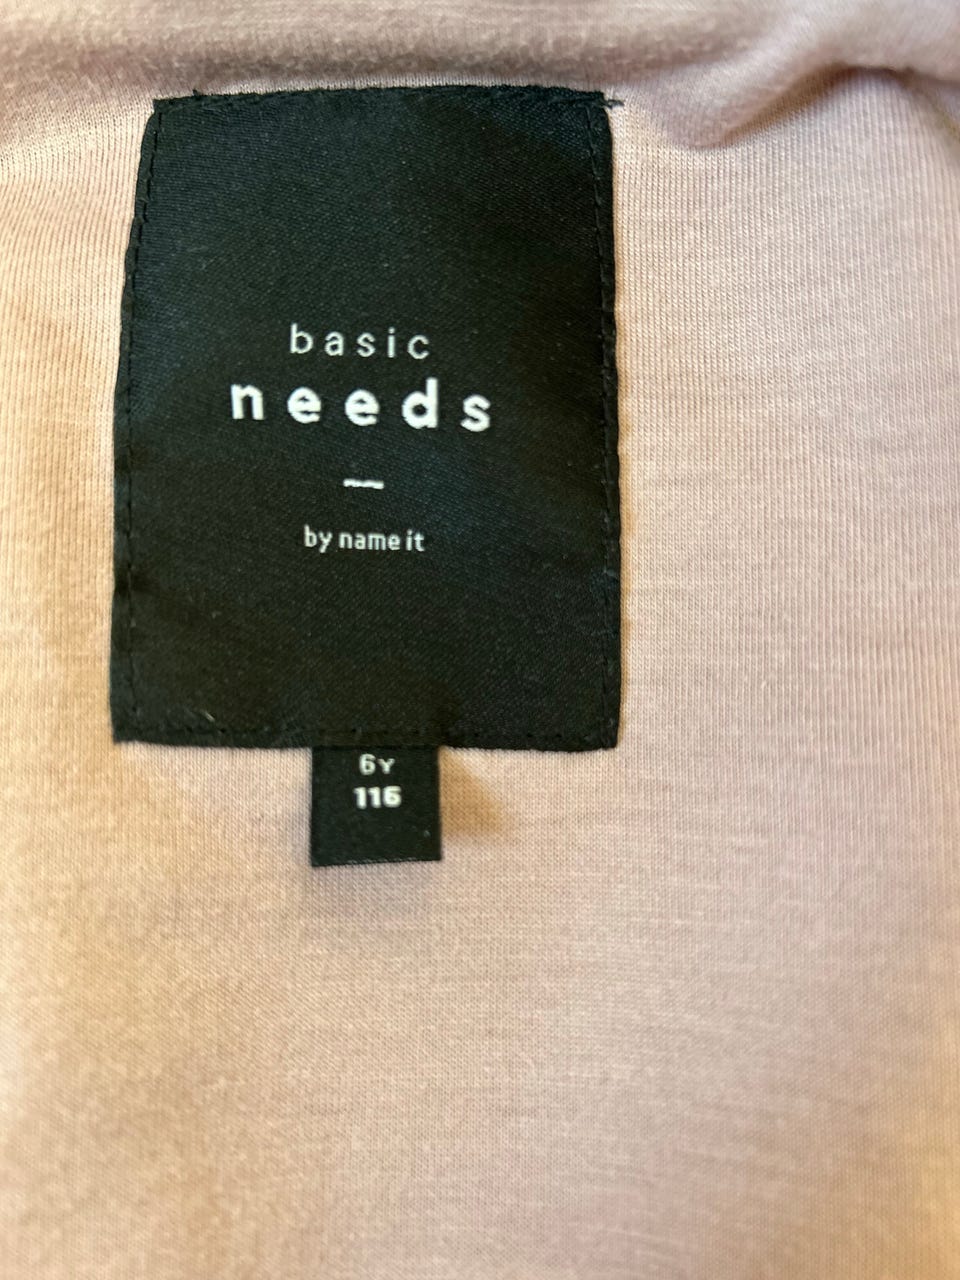 basic
needs
—
by name it
6Y
116